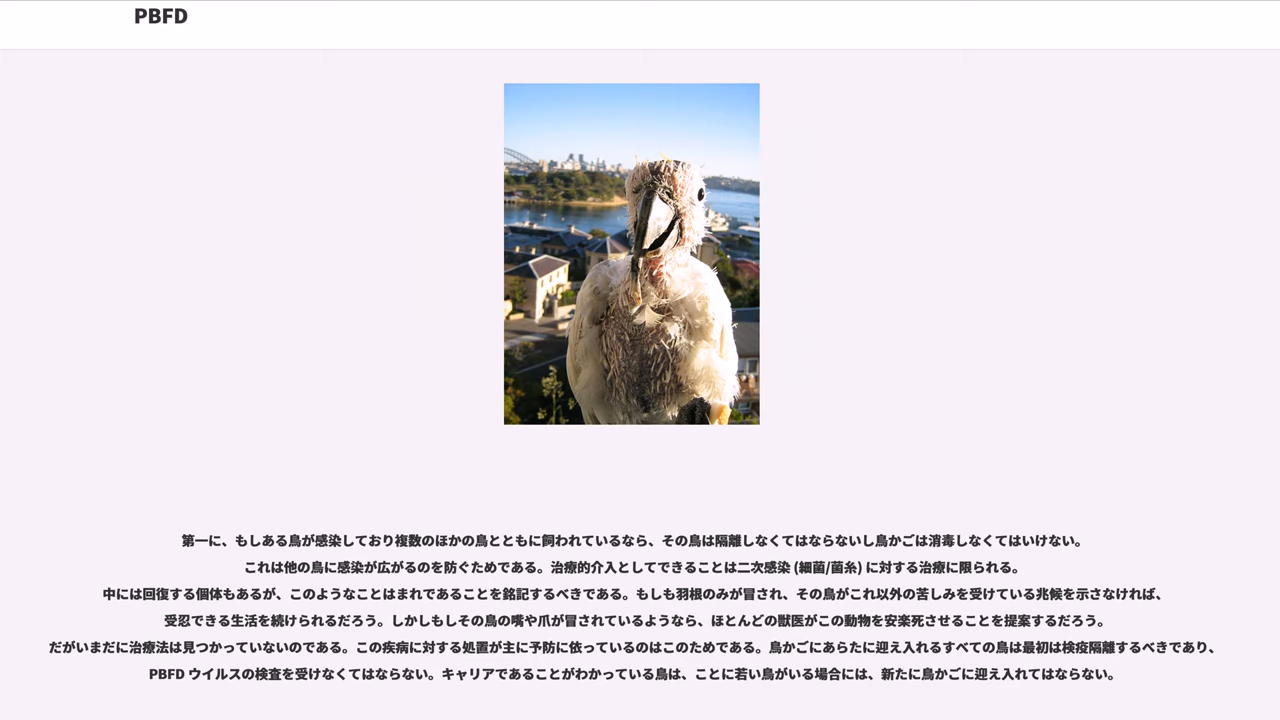 PBFD
第一に、もしある鳥が感染しており複数のほかの鳥とともに飼われているなら、その鳥は隔離しなくてはならないし鳥かごは消毒しなくてはいけない。
これは他の鳥に感染が広がるのを防ぐためである。治療的介入としてできることは二次感染 (細菌/菌糸) に対する治療に限られる。
中には回復する個体もあるが、このようなことはまれであることを銘記するべきである。もしも羽根のみが冒され、その鳥がこれ以外の苦しみを受けている兆候を示さなければ、
受忍できる生活を続けられるだろう。しかしもしその鳥の嘴や爪が冒されているようなら、ほとんどの獣医がこの動物を安楽死させることを提案するだろう。
だがいまだに治療法は見つかっていないのである。この疾病に対する処置が主に予防に依っているのはこのためである。鳥かごにあらたに迎え入れるすべての鳥は最初は検疫隔離するべきであり、
PBFD ウイルスの検査を受けなくてはならない。キャリアであることがわかっている鳥は、ことに若い鳥がいる場合には、新たに鳥かごに迎え入れてはならない。